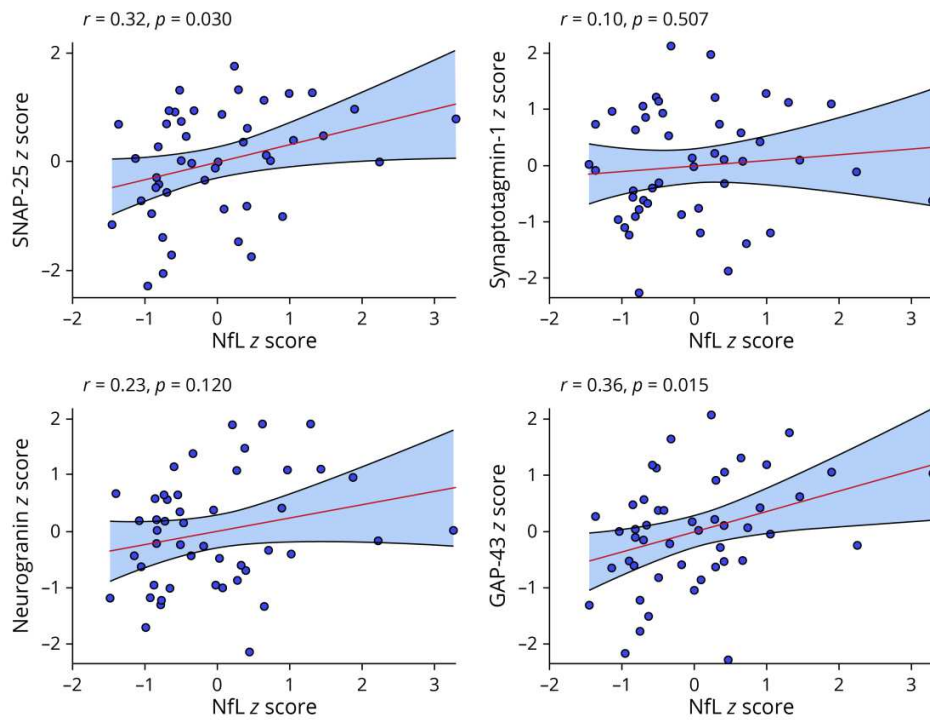 r = 0.32, p = 0.030
SNAP-25 z score
2
0
−2
−2 −1 0 1 2 3
NfL z score
r = 0.10, p = 0.507
Synaptotagmin-1 z score
2
1
0
−1
−2
−2 −1 0 1 2 3
NfL z score
r = 0.23, p = 0.120
Neurogranin z score
2
1
0
−1
−2
−2 −1 0 1 2 3
NfL z score
r = 0.36, p = 0.015
GAP-43 z score
2
1
0
−1
−2
−2 −1 0 1 2 3
NfL z score